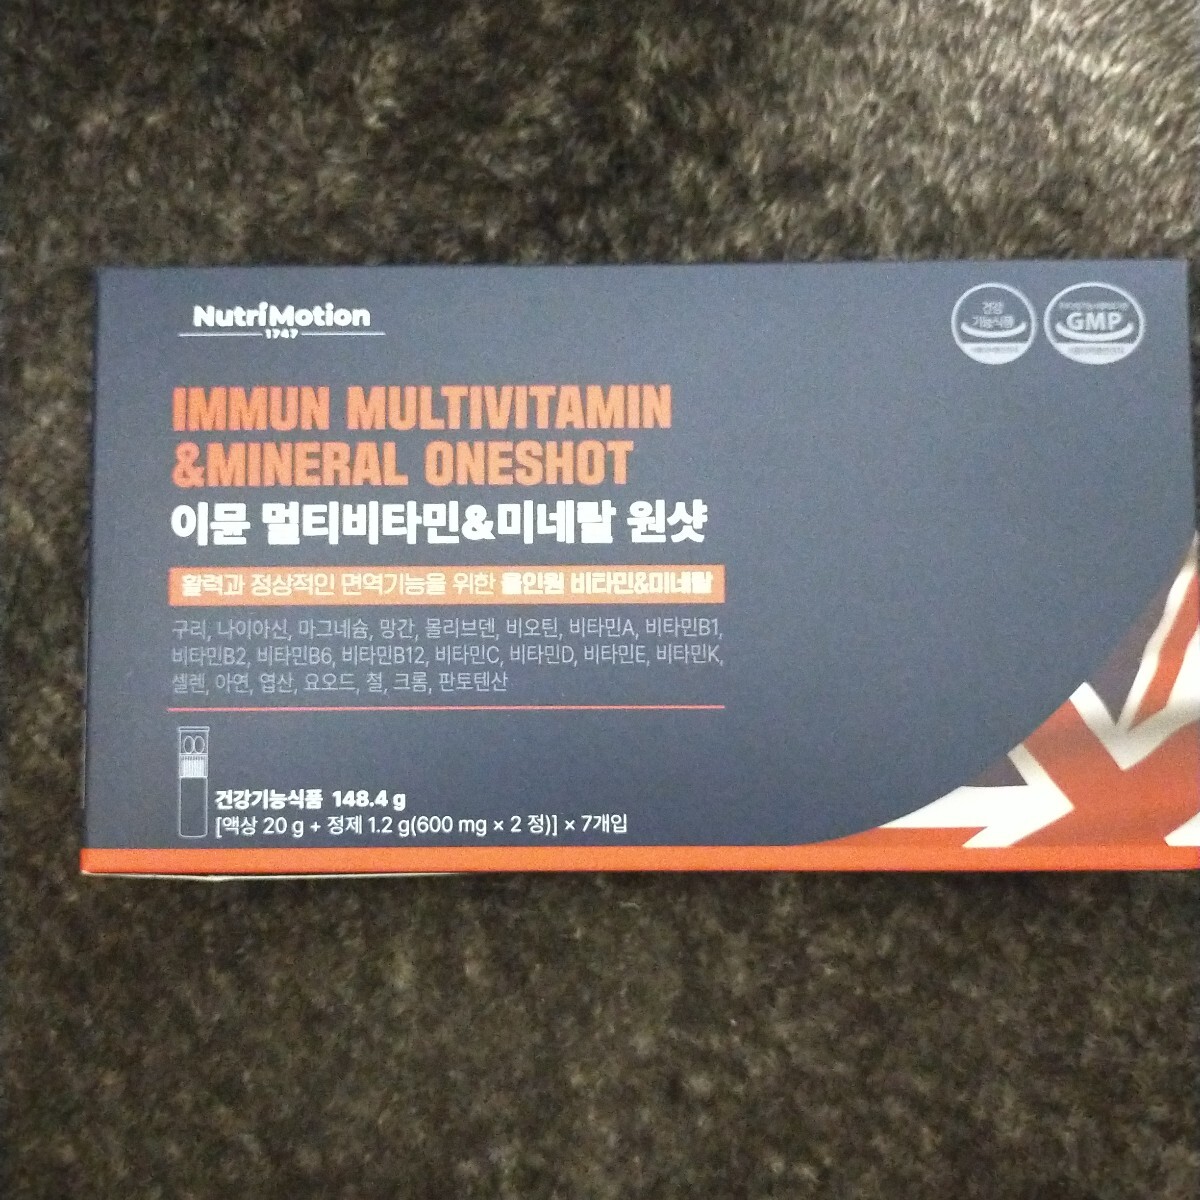 NutriMotion
1747
건강
기능식품
GMP
IMMUN MULTIVITAMIN
&MINERAL ONESHOT
이뮨 멀티비타민&미네랄 원샷
활력과 정상적인 면역기능을 위한 올인원 비타민&미네랄
구리, 나이아신, 마그네슘, 망간, 몰리브덴, 비오틴, 비타민A, 비타민B1,
비타민B2, 비타민B6, 비타민B12, 비타민C, 비타민D, 비타민E, 비타민K,
셀렌, 아연, 엽산, 요오드, 철, 크롬, 판토텐산
건강기능식품 148.4 g
[액상 20 g + 정제 1.2 g(600 mg × 2 정)] × 7개입